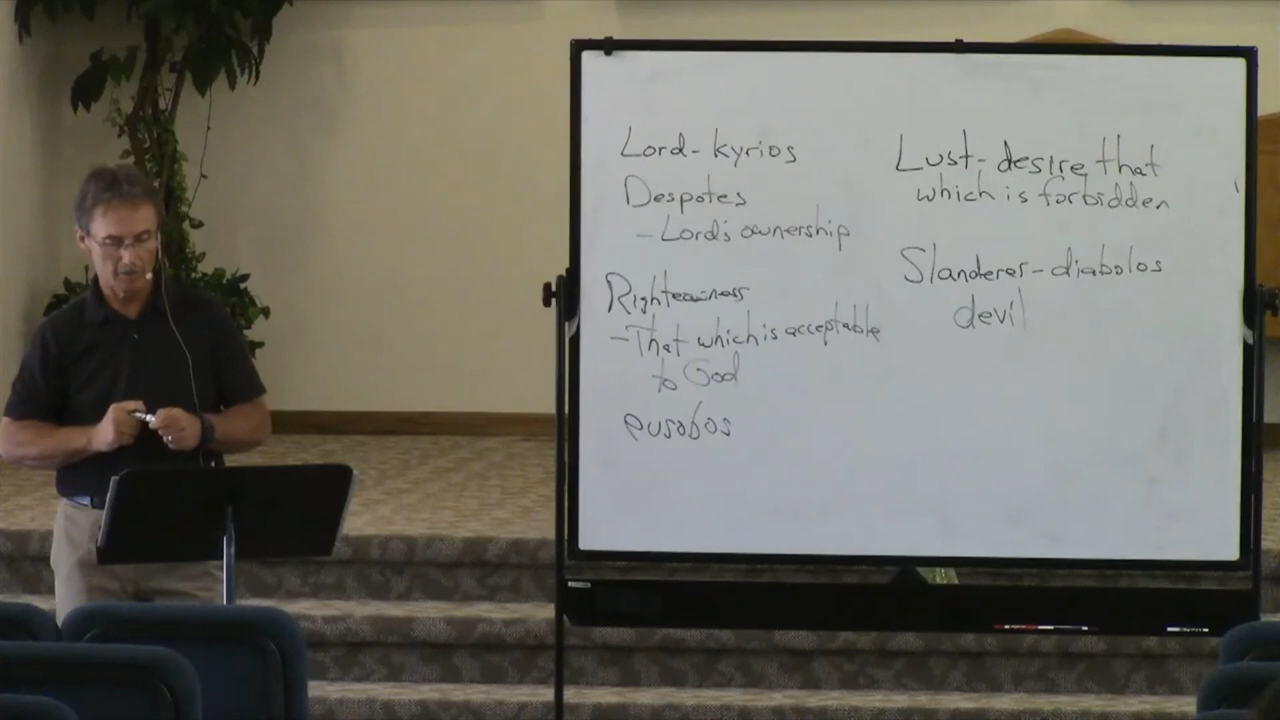 Lord - kyrios
Despotes
- Lord's ownership
Righteousness
- That which is acceptable
to God
eusobos
Lust - desire that
which is forbidden
Slanderer - diabolos
devil